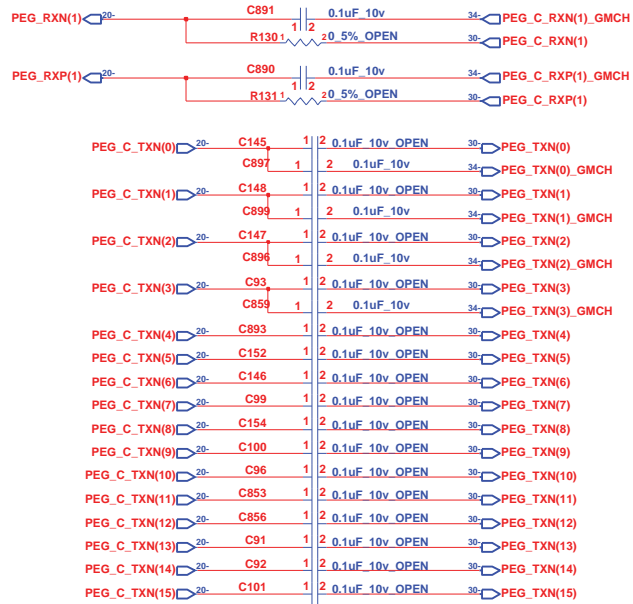 C891 0.1uF_10v
PEG_RXN(1) 20- 1 2 34- PEG_C_RXN(1)_GMCH
R130 1 2 0_5%_OPEN 30- PEG_C_RXN(1)
C890 0.1uF_10v
PEG_RXP(1) 20- 1 2 34- PEG_C_RXP(1)_GMCH
R131 1 2 0_5%_OPEN 30- PEG_C_RXP(1)
PEG_C_TXN(0) 20- C145 1 2 0.1uF_10v_OPEN 30- PEG_TXN(0)
C897 1 2 0.1uF_10v 34- PEG_TXN(0)_GMCH
PEG_C_TXN(1) 20- C148 1 2 0.1uF_10v_OPEN 30- PEG_TXN(1)
C899 1 2 0.1uF_10v 34- PEG_TXN(1)_GMCH
PEG_C_TXN(2) 20- C147 1 2 0.1uF_10v_OPEN 30- PEG_TXN(2)
C896 1 2 0.1uF_10v 34- PEG_TXN(2)_GMCH
PEG_C_TXN(3) 20- C93 1 2 0.1uF_10v_OPEN 30- PEG_TXN(3)
C859 1 2 0.1uF_10v 34- PEG_TXN(3)_GMCH
PEG_C_TXN(4) 20- C893 1 2 0.1uF_10v_OPEN 30- PEG_TXN(4)
PEG_C_TXN(5) 20- C152 1 2 0.1uF_10v_OPEN 30- PEG_TXN(5)
PEG_C_TXN(6) 20- C146 1 2 0.1uF_10v_OPEN 30- PEG_TXN(6)
PEG_C_TXN(7) 20- C99 1 2 0.1uF_10v_OPEN 30- PEG_TXN(7)
PEG_C_TXN(8) 20- C154 1 2 0.1uF_10v_OPEN 30- PEG_TXN(8)
PEG_C_TXN(9) 20- C100 1 2 0.1uF_10v_OPEN 30- PEG_TXN(9)
PEG_C_TXN(10) 20- C96 1 2 0.1uF_10v_OPEN 30- PEG_TXN(10)
PEG_C_TXN(11) 20- C853 1 2 0.1uF_10v_OPEN 30- PEG_TXN(11)
PEG_C_TXN(12) 20- C856 1 2 0.1uF_10v_OPEN 30- PEG_TXN(12)
PEG_C_TXN(13) 20- C91 1 2 0.1uF_10v_OPEN 30- PEG_TXN(13)
PEG_C_TXN(14) 20- C92 1 2 0.1uF_10v_OPEN 30- PEG_TXN(14)
PEG_C_TXN(15) 20- C101 1 2 0.1uF_10v_OPEN 30- PEG_TXN(15)